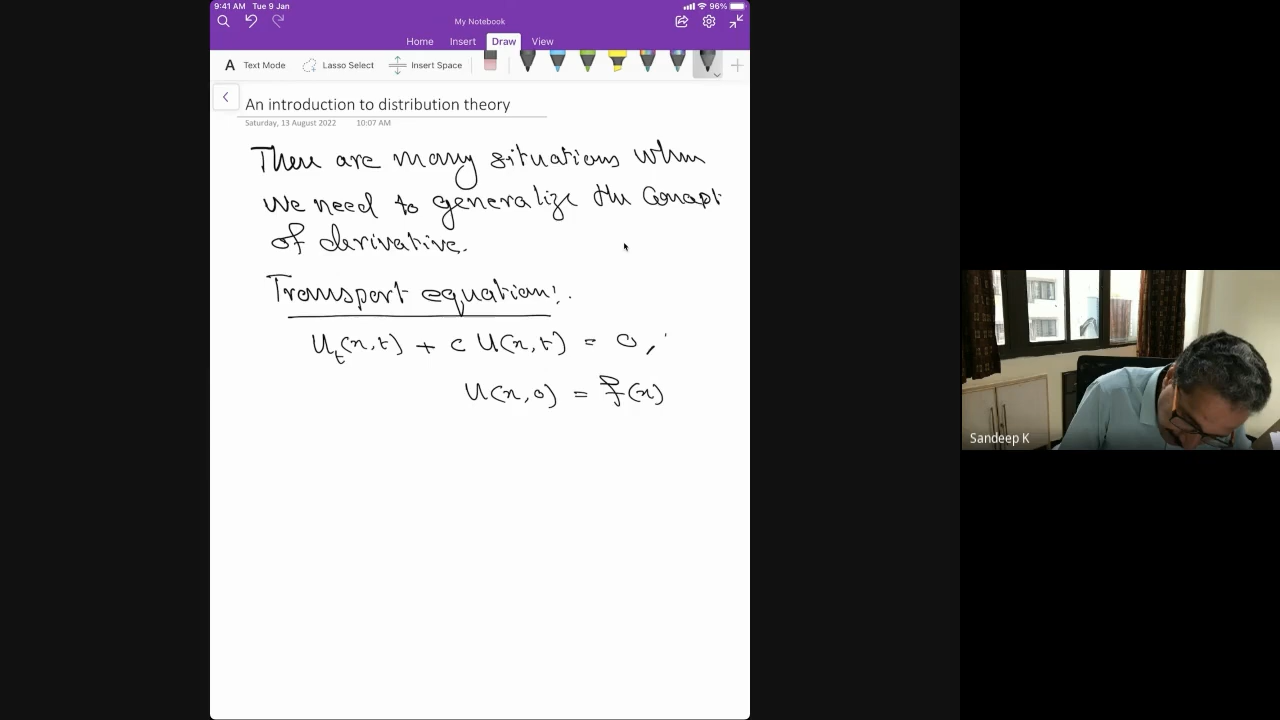 9:41 AM Tue 9 Jan
96%
My Notebook
Home Insert Draw View
A Text Mode Lasso Select Insert Space
An introduction to distribution theory
Saturday, 13 August 2022 10:07 AM
There are many situations when
we need to generalize the concept
of derivative.
Transport equation:.
U_t(x,t) + c U(x,t) = 0,
U(x,0) = f(x)
Sandeep K